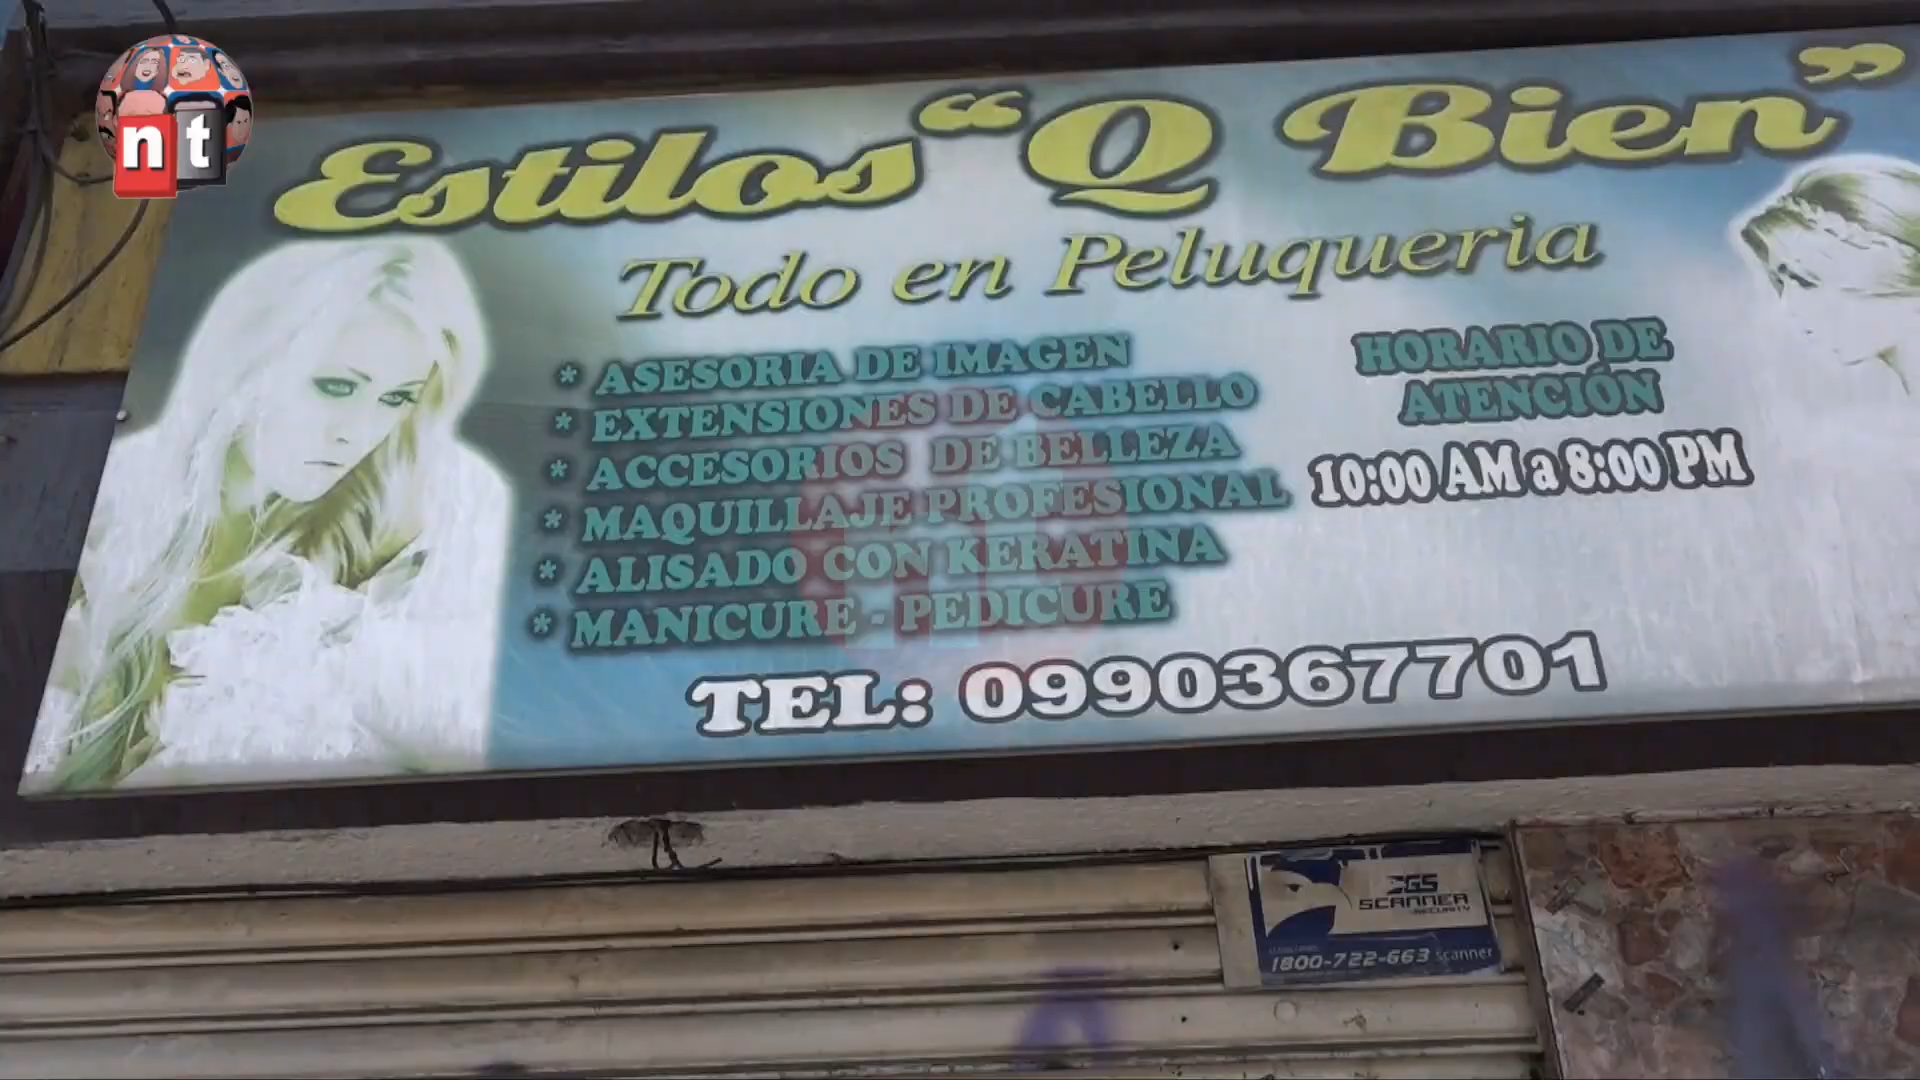 nt
Estilos "Q Bien"
Todo en Peluqueria
* ASESORIA DE IMAGEN
* EXTENSIONES DE CABELLO
* ACCESORIOS DE BELLEZA
* MAQUILLAJE PROFESIONAL
* ALISADO CON KERATINA
* MANICURE - PEDICURE
HORARIO DE
ATENCIÓN
10:00 AM a 8:00 PM
TEL: 0990367701
SCANNER
SECURITY
1800-722-663 scanner